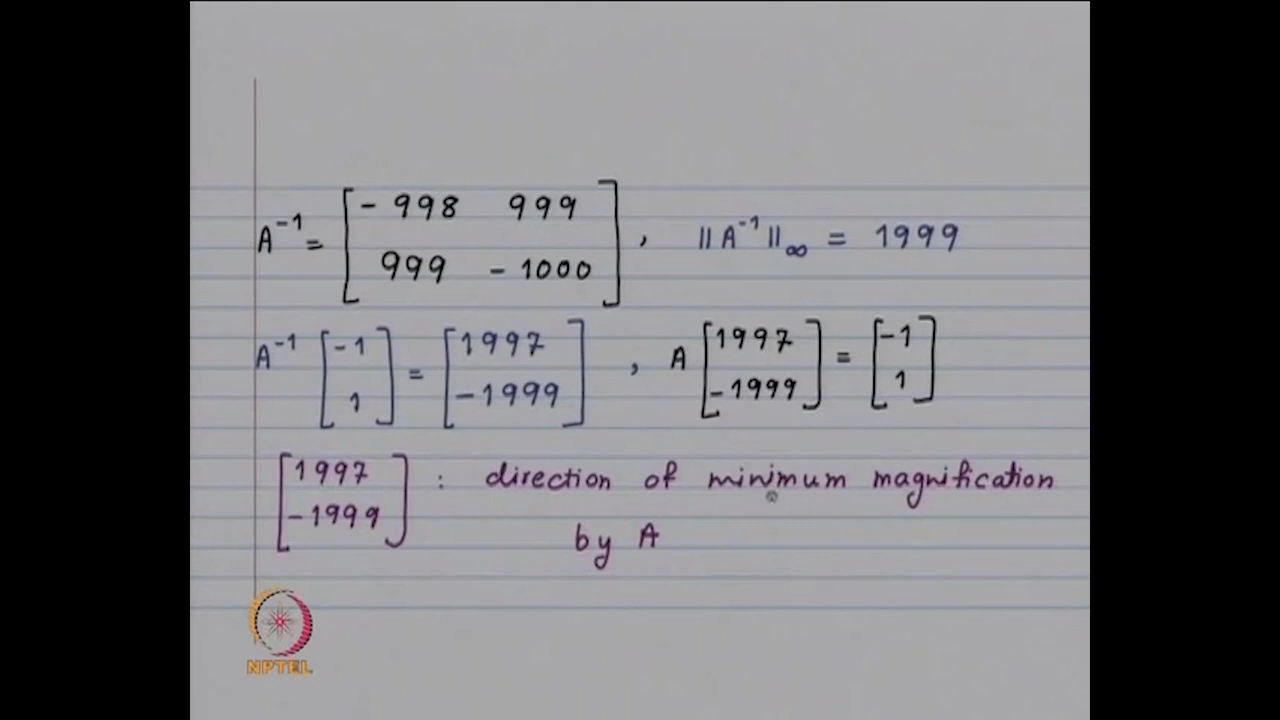 A⁻¹ = [ -998 999 ; 999 -1000 ] , ||A⁻¹||∞ = 1999
A⁻¹ [ -1 ; 1 ] = [ 1997 ; -1999 ] , A [ 1997 ; -1999 ] = [ -1 ; 1 ]
[ 1997 ; -1999 ] : direction of minimum magnification
by A
NPTEL